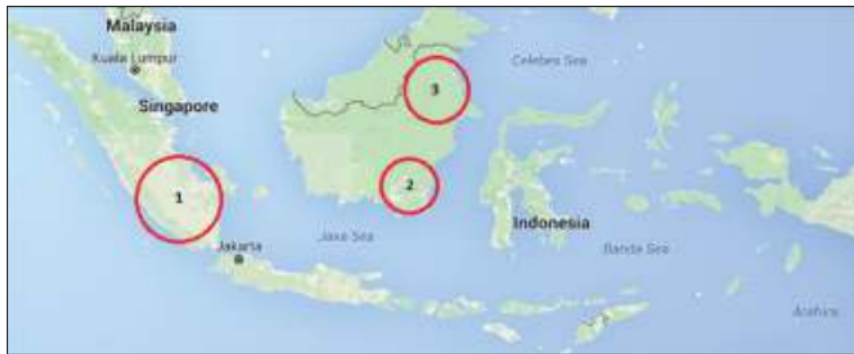 Malaysia
Kuala Lumpur
Celebes Sea
3
Singapore
2
1
Indonesia
Java Sea
Jakarta
Banda Sea